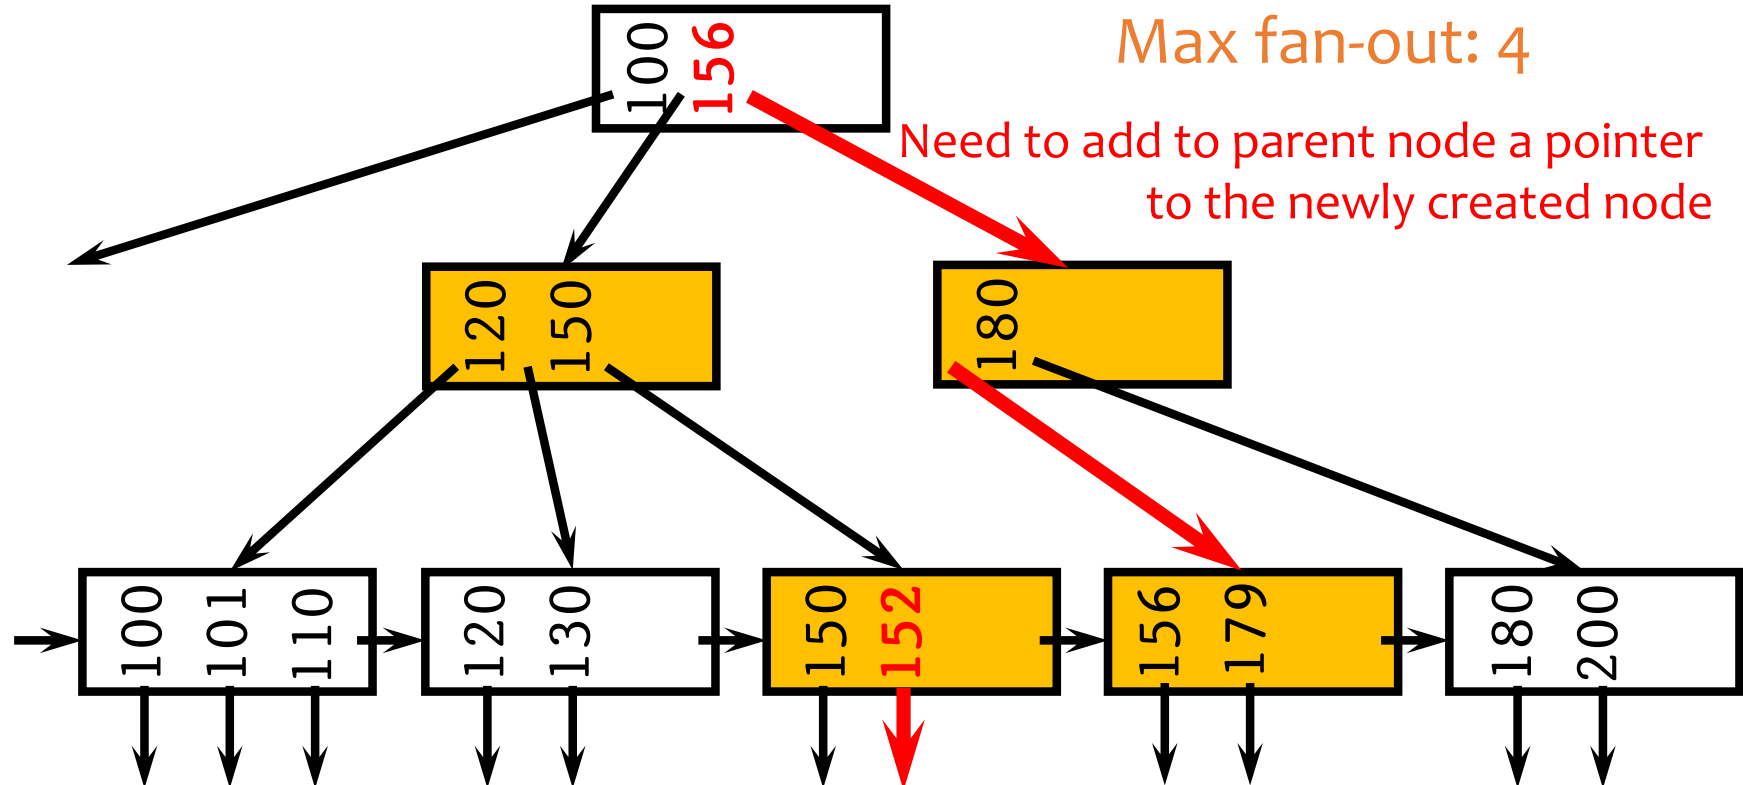 100 156
Max fan-out: 4
Need to add to parent node a pointer
to the newly created node
120 150
180
100 101 110
120 130
150 152
156 179
180 200